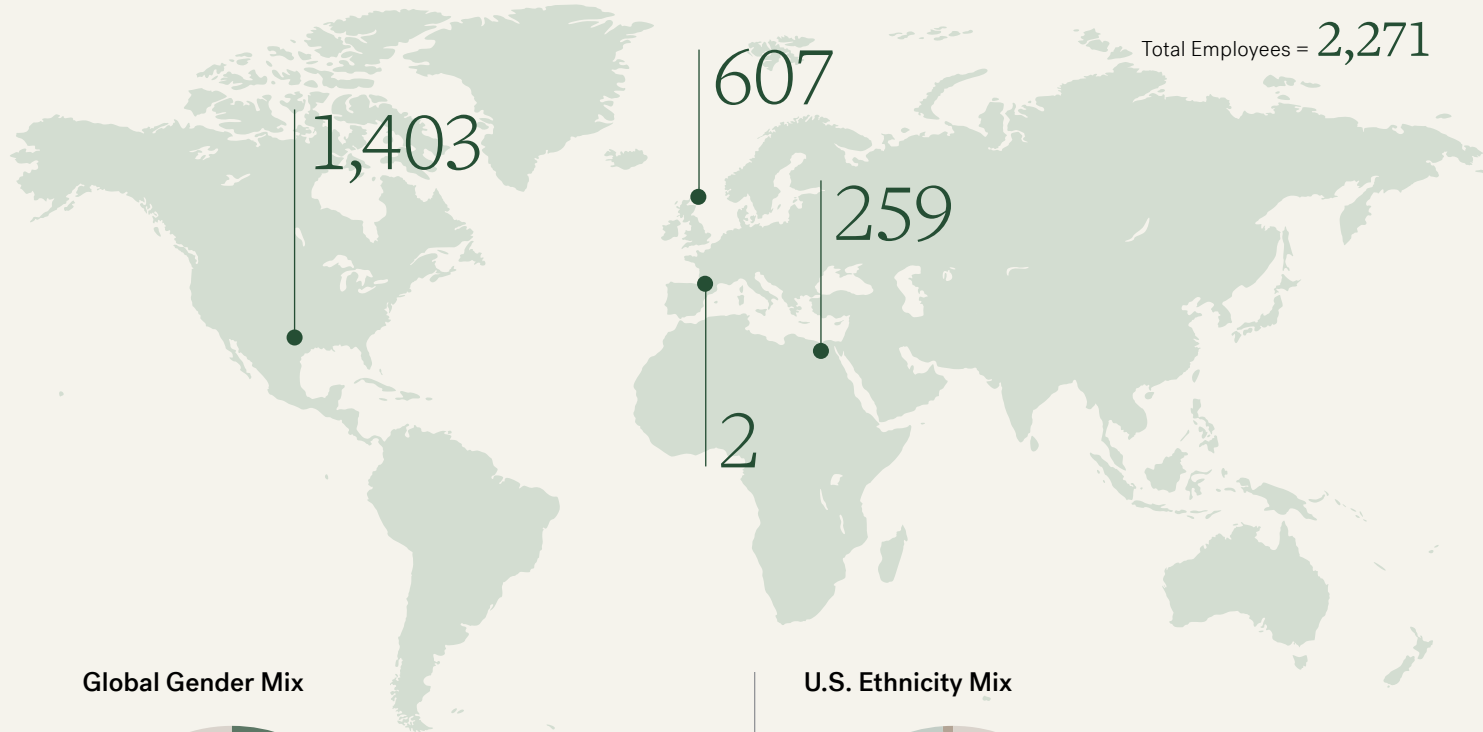 Total Employees = 2,271
607
1,403
259
2
Global Gender Mix
U.S. Ethnicity Mix